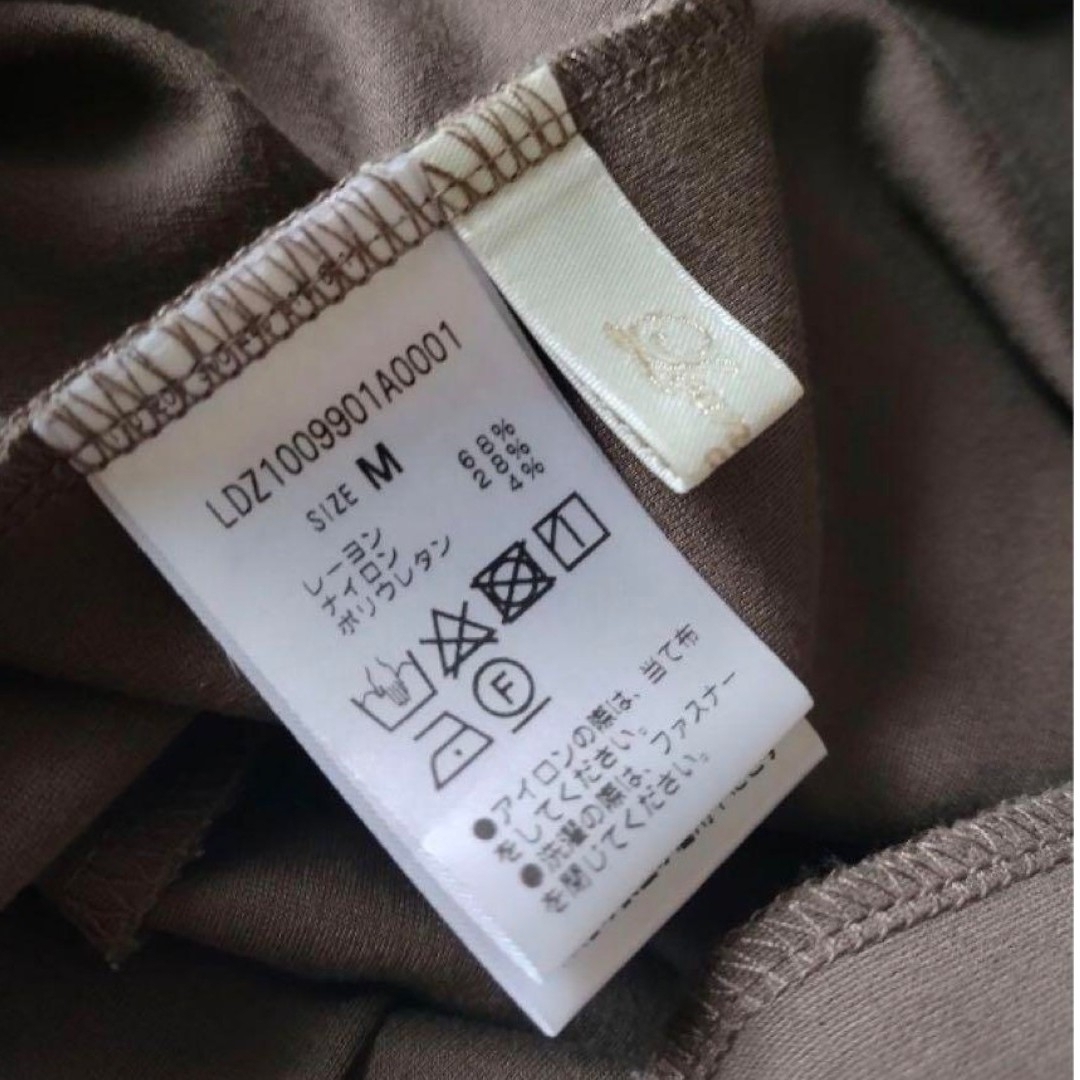 LDZ1009901A0001
SIZE M
レーヨン 68%
ナイロン 28%
ポリウレタン 4%
F
●アイロンの際は、当て布
をしてください。
●洗濯の際は、ファスナー
を閉じてください。